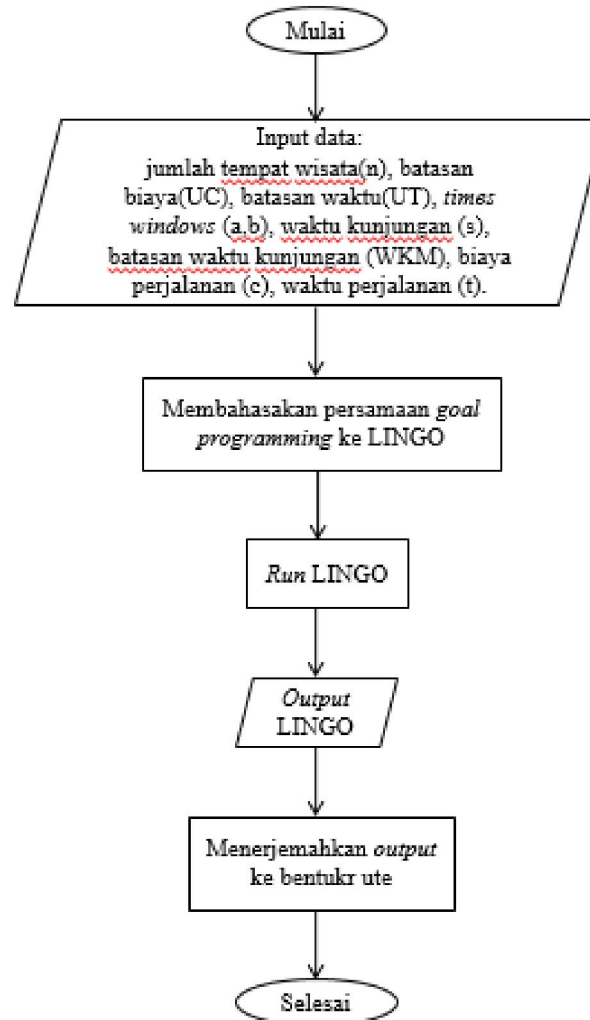 Mulai
Input data:
jumlah tempat wisata(n), batasan
biaya(UC), batasan waktu(UT), times
windows (a,b), waktu kunjungan (s),
batasan waktu kunjungan (WKM), biaya
perjalanan (c), waktu perjalanan (t).
Membahasakan persamaan goal
programming ke LINGO
Run LINGO
Output
LINGO
Menerjemahkan output
ke bentukr ute
Selesai